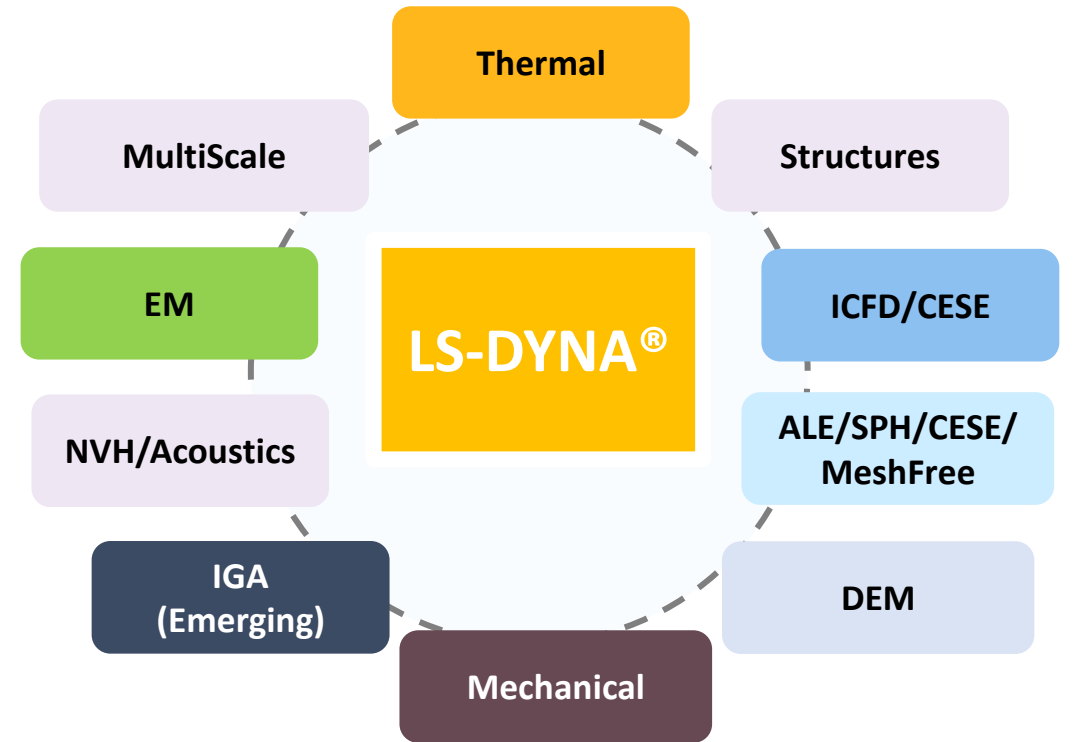 Thermal
MultiScale
Structures
EM
LS-DYNA®
ICFD/CESE
NVH/Acoustics
ALE/SPH/CESE/
MeshFree
IGA
(Emerging)
DEM
Mechanical